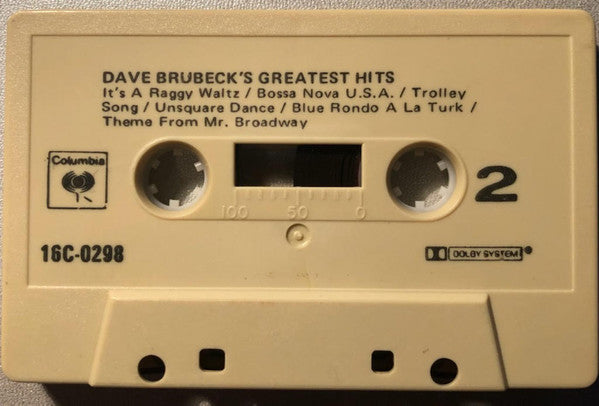 DAVE BRUBECK'S GREATEST HITS
It's A Raggy Waltz / Bossa Nova U.S.A. / Trolley
Song / Unsquare Dance / Blue Rondo A La Turk /
Theme From Mr. Broadway
Columbia
2
100 50 0
16C-0298
DOLBY SYSTEM ®